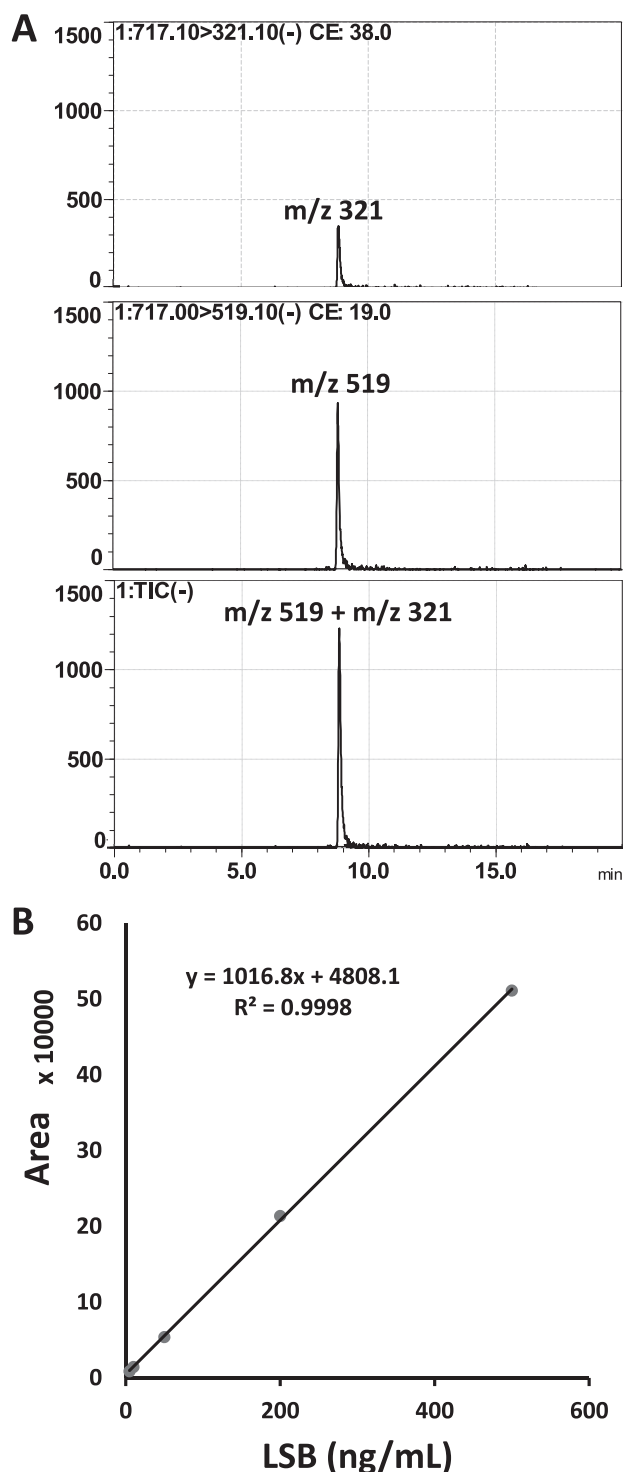 A
1:717.10>321.10(-) CE: 38.0
1500
1000
500
0
m/z 321
1:717.00>519.10(-) CE: 19.0
1500
1000
500
0
m/z 519
1:TIC(-)
1500
1000
500
0
m/z 519 + m/z 321
0.0 5.0 10.0 15.0 min
B
y = 1016.8x + 4808.1
R² = 0.9998
Area x 10000
60
50
40
30
20
10
0
0 200 400 600
LSB (ng/mL)